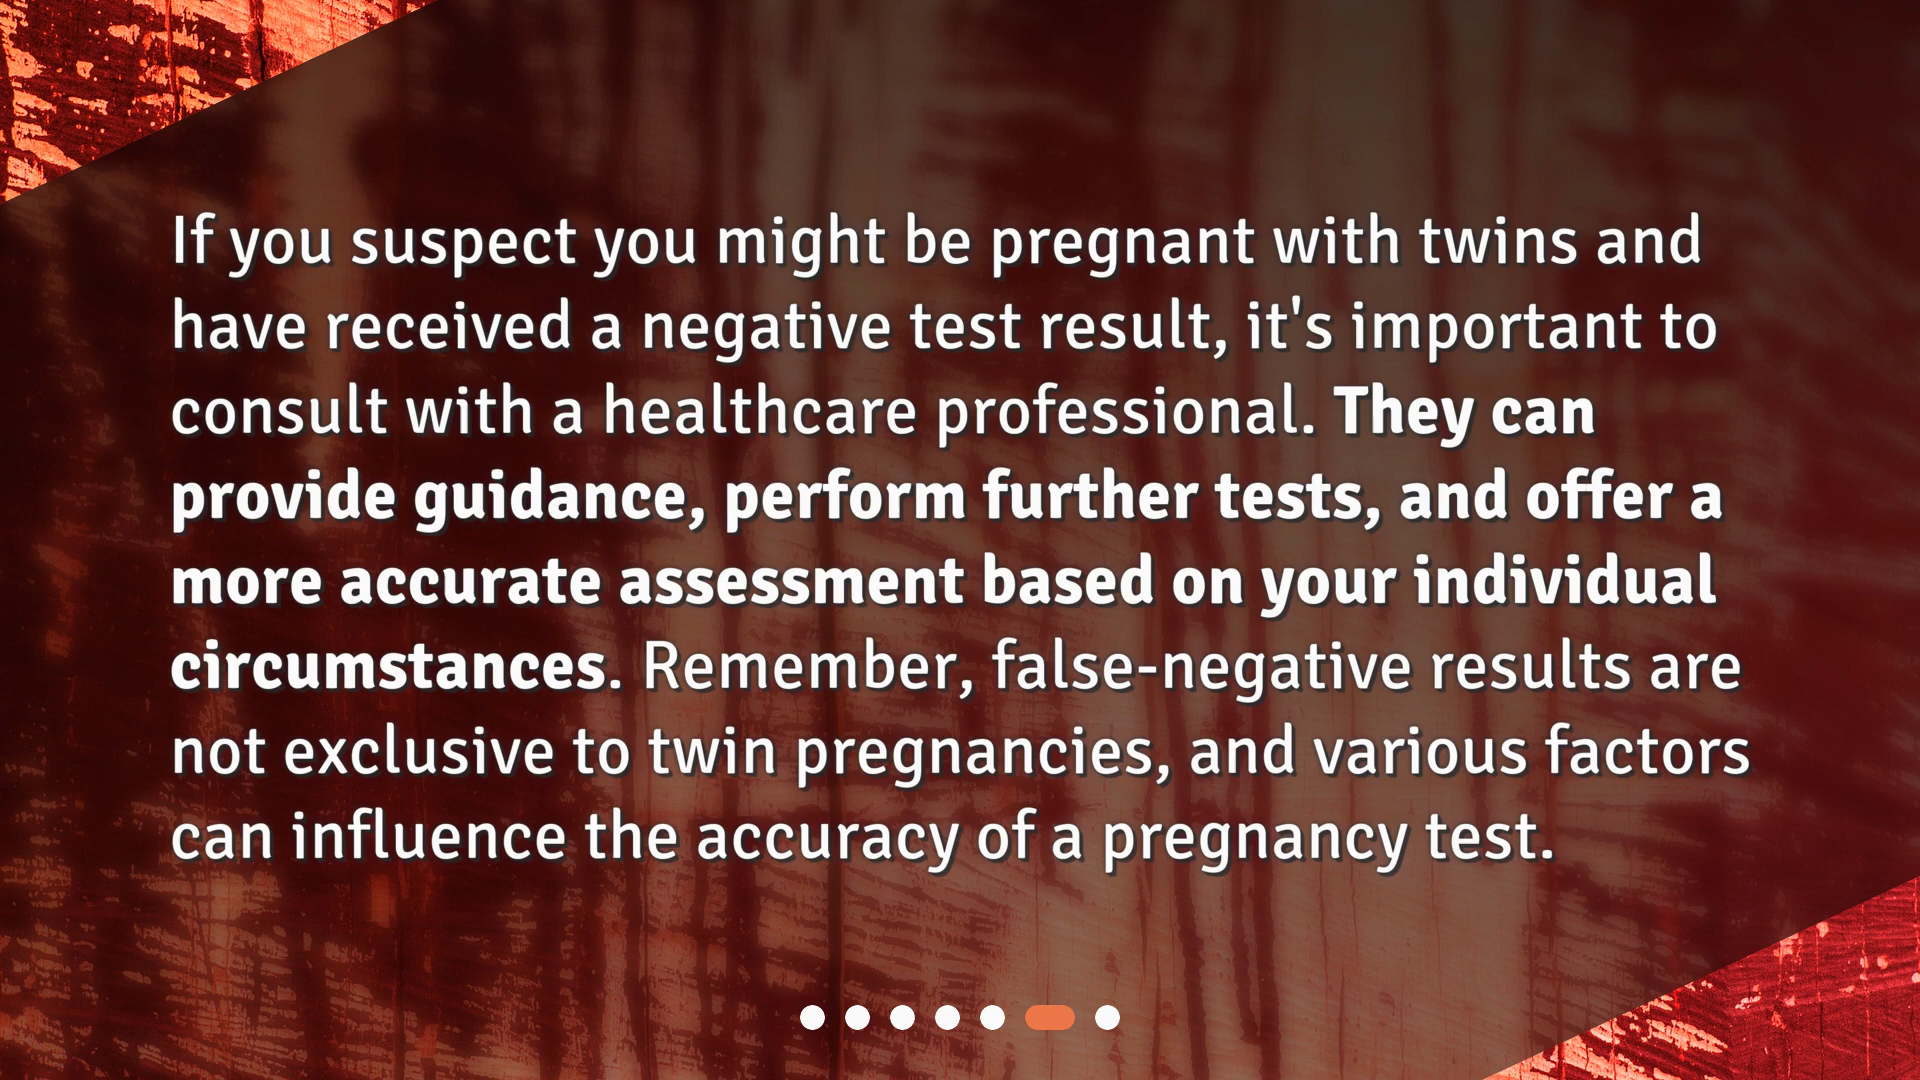 If you suspect you might be pregnant with twins and
have received a negative test result, it's important to
consult with a healthcare professional. They can
provide guidance, perform further tests, and offer a
more accurate assessment based on your individual
circumstances. Remember, false-negative results are
not exclusive to twin pregnancies, and various factors
can influence the accuracy of a pregnancy test.